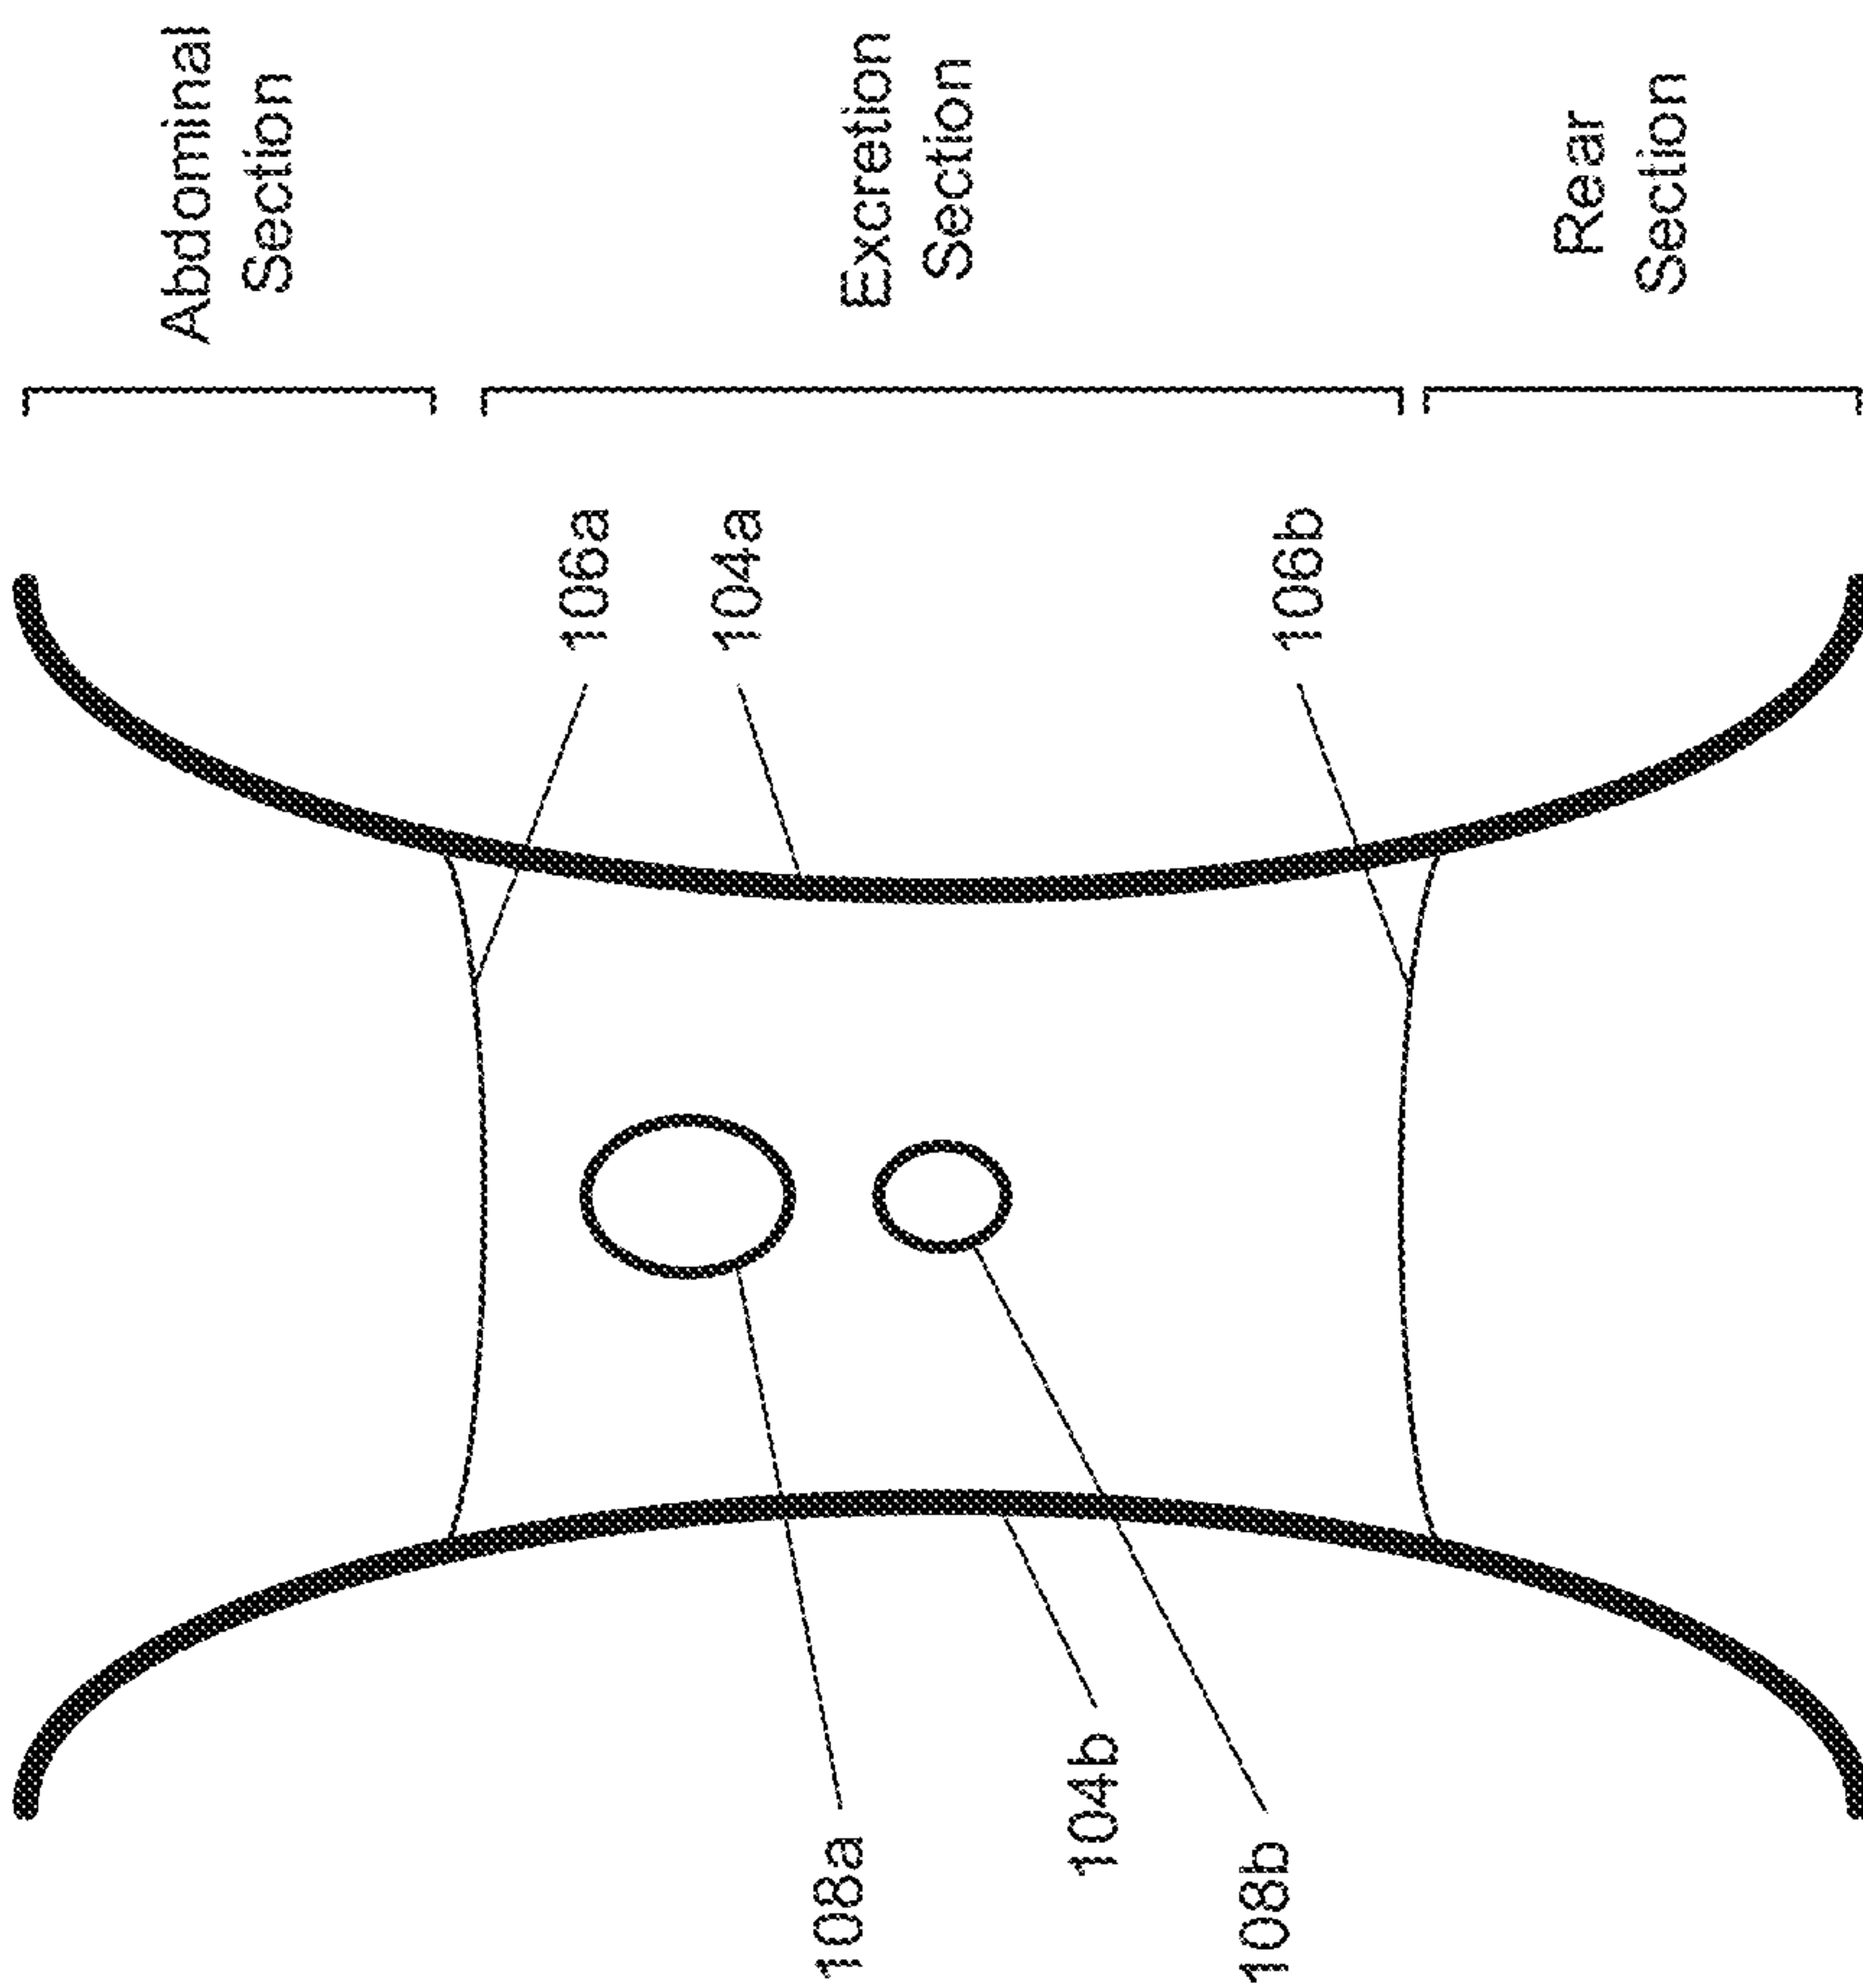 Abdominal
Section
Excretion
Section
Rear
Section
106a
104a
106b
108a
104b
108b